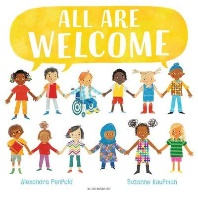 ALL ARE
WELCOME
Alexandra Penfold
Suzanne Kaufman